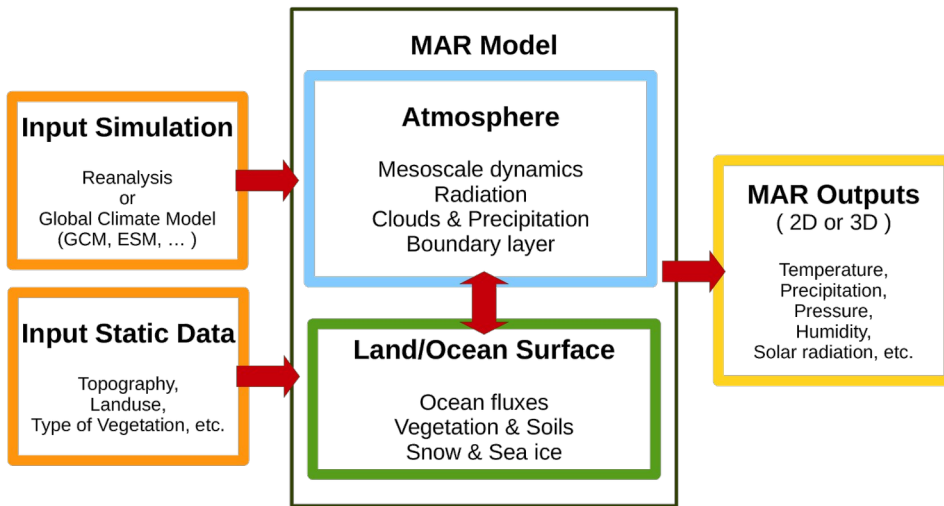 MAR Model
Input Simulation
Reanalysis
or
Global Climate Model
(GCM, ESM, ... )
Input Static Data
Topography,
Landuse,
Type of Vegetation, etc.
Atmosphere
Mesoscale dynamics
Radiation
Clouds & Precipitation
Boundary layer
Land/Ocean Surface
Ocean fluxes
Vegetation & Soils
Snow & Sea ice
MAR Outputs
( 2D or 3D )
Temperature,
Precipitation,
Pressure,
Humidity,
Solar radiation, etc.